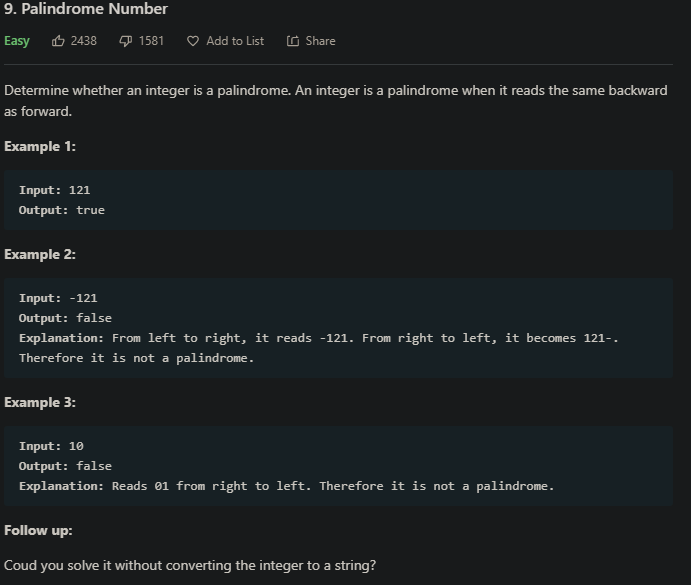 9. Palindrome Number
Easy 2438 1581 Add to List Share
Determine whether an integer is a palindrome. An integer is a palindrome when it reads the same backward
as forward.
Example 1:
Input: 121
Output: true
Example 2:
Input: -121
Output: false
Explanation: From left to right, it reads -121. From right to left, it becomes 121-.
Therefore it is not a palindrome.
Example 3:
Input: 10
Output: false
Explanation: Reads 01 from right to left. Therefore it is not a palindrome.
Follow up:
Coud you solve it without converting the integer to a string?